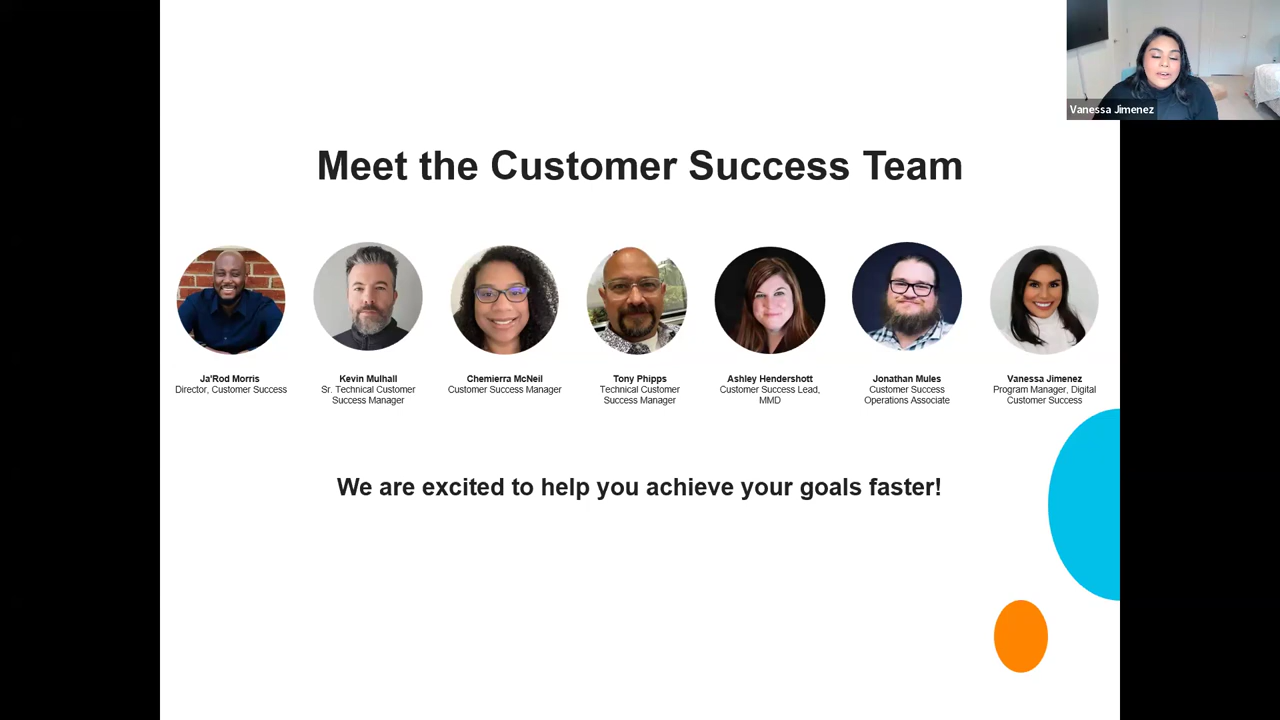 Vanessa Jimenez
Meet the Customer Success Team
Ja'Rod Morris
Director, Customer Success
Kevin Mulhall
Sr. Technical Customer
Success Manager
Chemierra McNeil
Customer Success Manager
Tony Phipps
Technical Customer
Success Manager
Ashley Hendershott
Customer Success Lead,
MMD
Jonathan Mules
Customer Success
Operations Associate
Vanessa Jimenez
Program Manager, Digital
Customer Success
We are excited to help you achieve your goals faster!